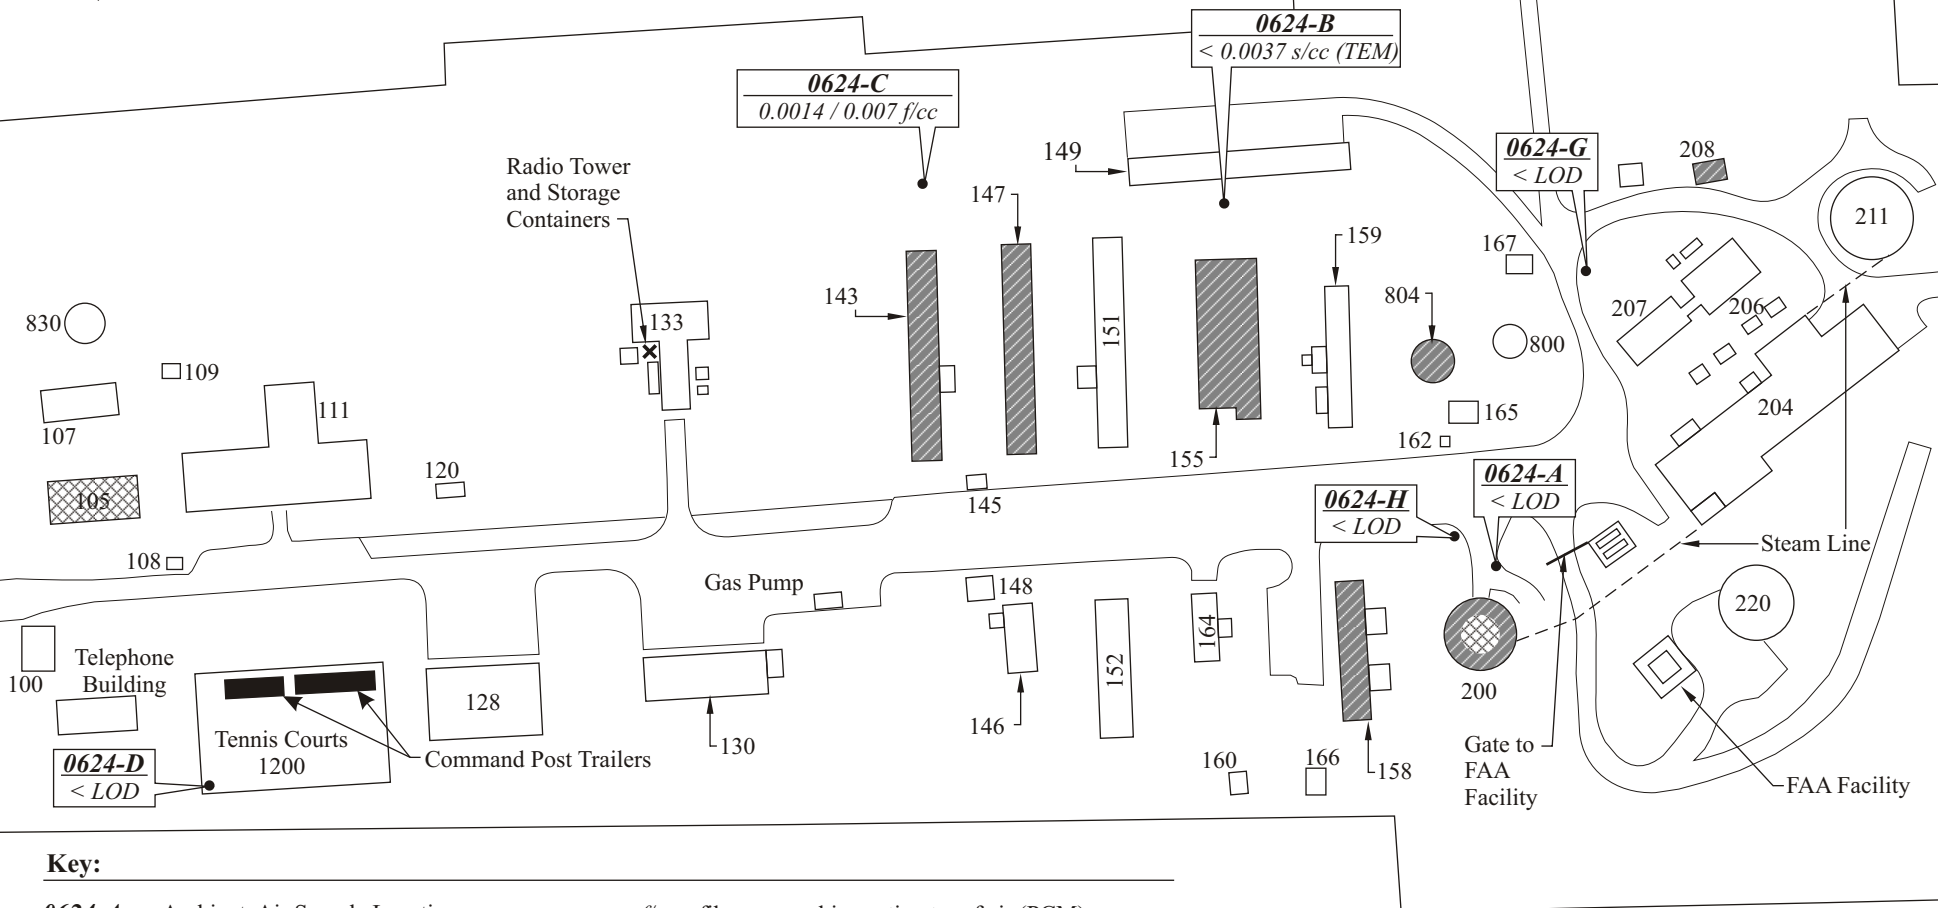 0624-B
< 0.0037 s/cc (TEM)
0624-C
0.0014 / 0.007 f/cc
0624-G
< LOD
208
149
Radio Tower
and Storage
Containers
147
211
159
167
143
804
207
206
830
133
151
800
109
111
107
204
165
162
155
120
105
145
0624-A
< LOD
0624-H
< LOD
108
Steam Line
Gas Pump
148
220
164
Telephone
Building
100
152
200
128
146
130
Tennis Courts
1200
Command Post Trailers
0624-D
< LOD
160
166
158
Gate to
FAA
Facility
FAA Facility
Key: